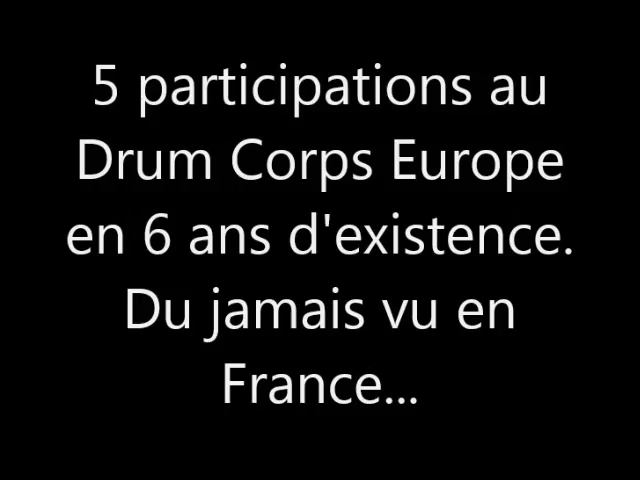 5 participations au
Drum Corps Europe
en 6 ans d'existence.
Du jamais vu en
France...